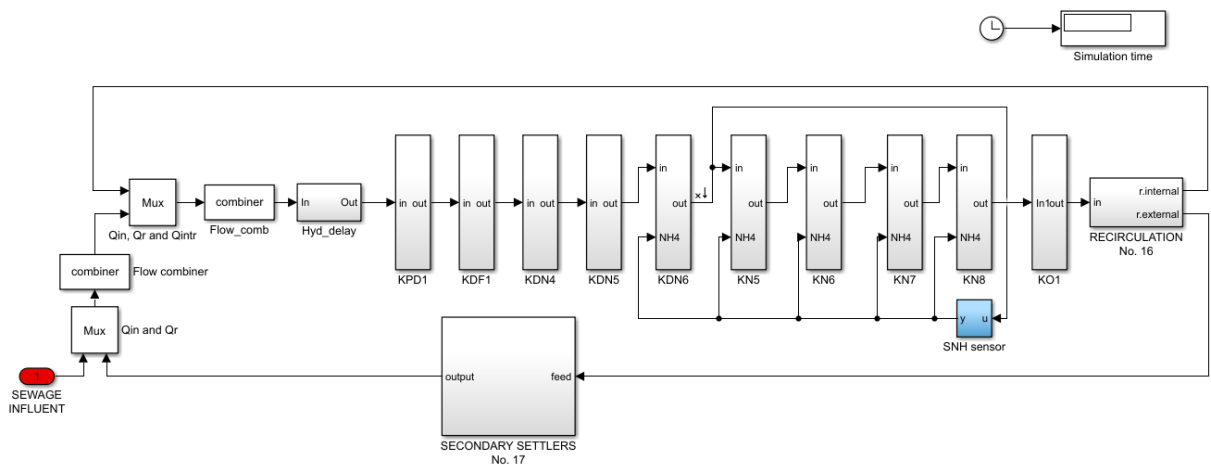 Simulation time
r.internal
r.external
in
RECIRCULATION
No. 16
Mux
Qin, Qr and Qintr
combiner
Flow_comb
In Out
Hyd_delay
in out
KPD1
in out
KDF1
in out
KDN4
in out
KDN5
in
out
NH4
KDN6
in
out
NH4
KN5
in
out
NH4
KN6
in
out
NH4
KN7
in
out
NH4
KN8
In1out
KO1
combiner
Flow combiner
Mux
Qin and Qr
1
SEWAGE
INFLUENT
y u
SNH sensor
output feed
SECONDARY SETTLERS
No. 17